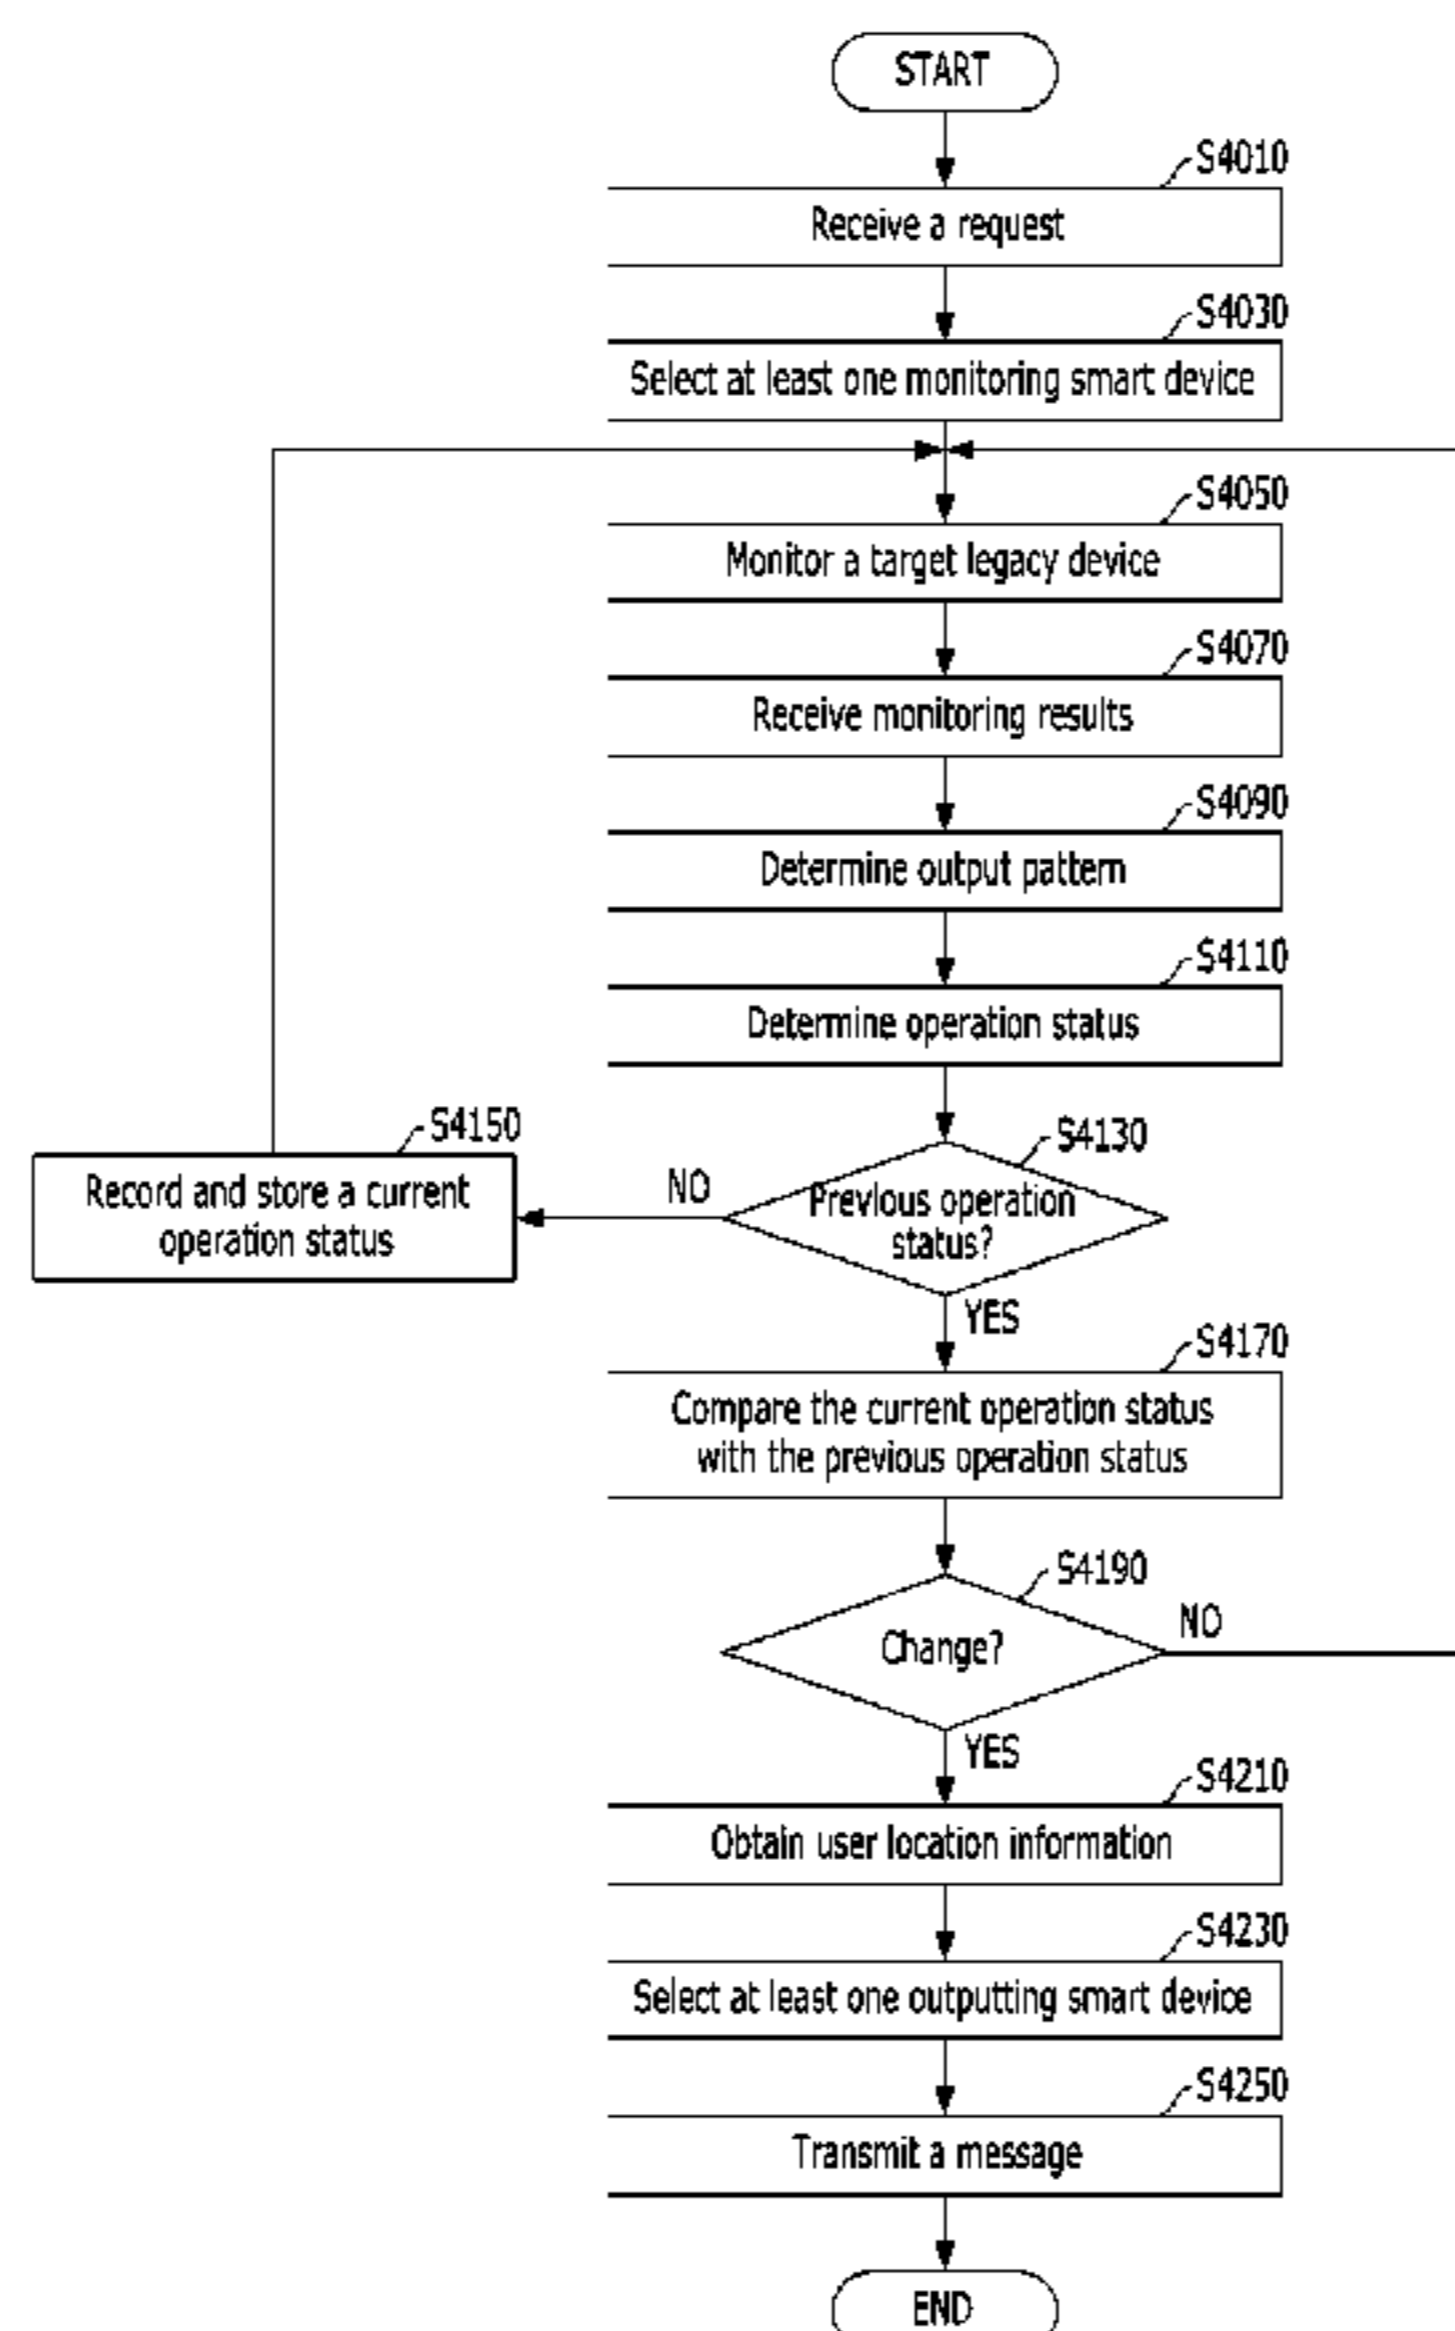 START
S4010
Receive a request
S4030
Select at least one monitoring smart device
S4050
Monitor a target legacy device
S4070
Receive monitoring results
S4090
Determine output pattern
S4110
Determine operation status
S4130
Previous operation
status?
NO
S4150
Record and store a current
operation status
YES
S4170
Compare the current operation status
with the previous operation status
S4190
Change?
NO
YES
S4210
Obtain user location information
S4230
Select at least one outputting smart device
S4250
Transmit a message
END